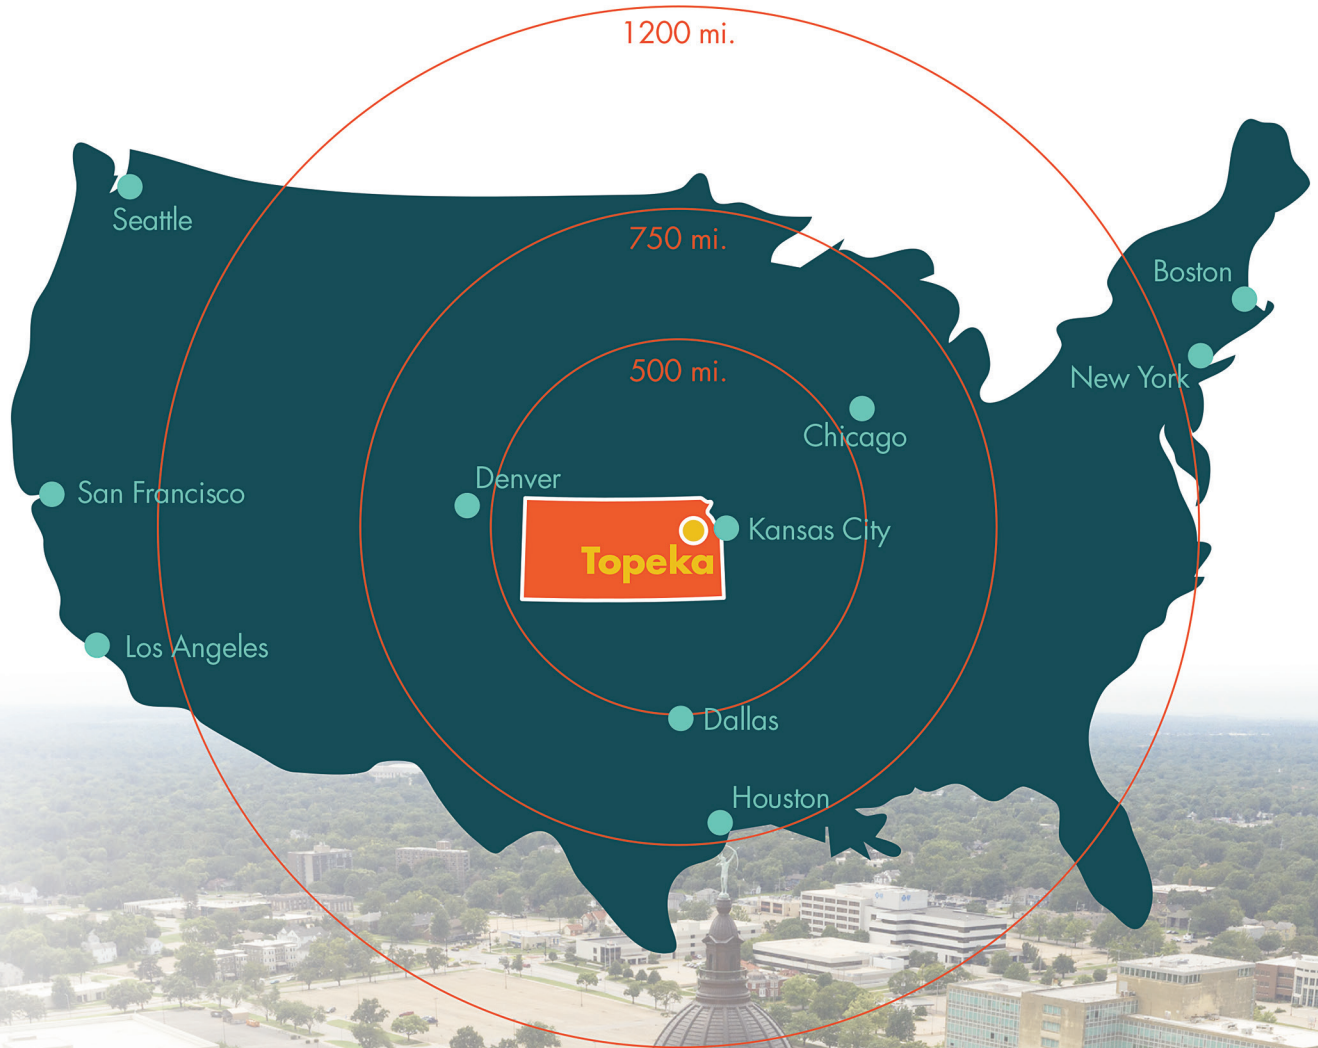 1200 mi.
Seattle
750 mi.
Boston
500 mi.
New York
Chicago
Denver
San Francisco
Kansas City
Topeka
Los Angeles
Dallas
Houston